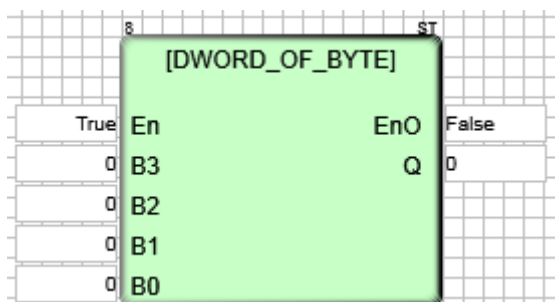 8 ST
[DWORD_OF_BYTE]
True En EnO False
0 B3 Q 0
0 B2
0 B1
0 B0